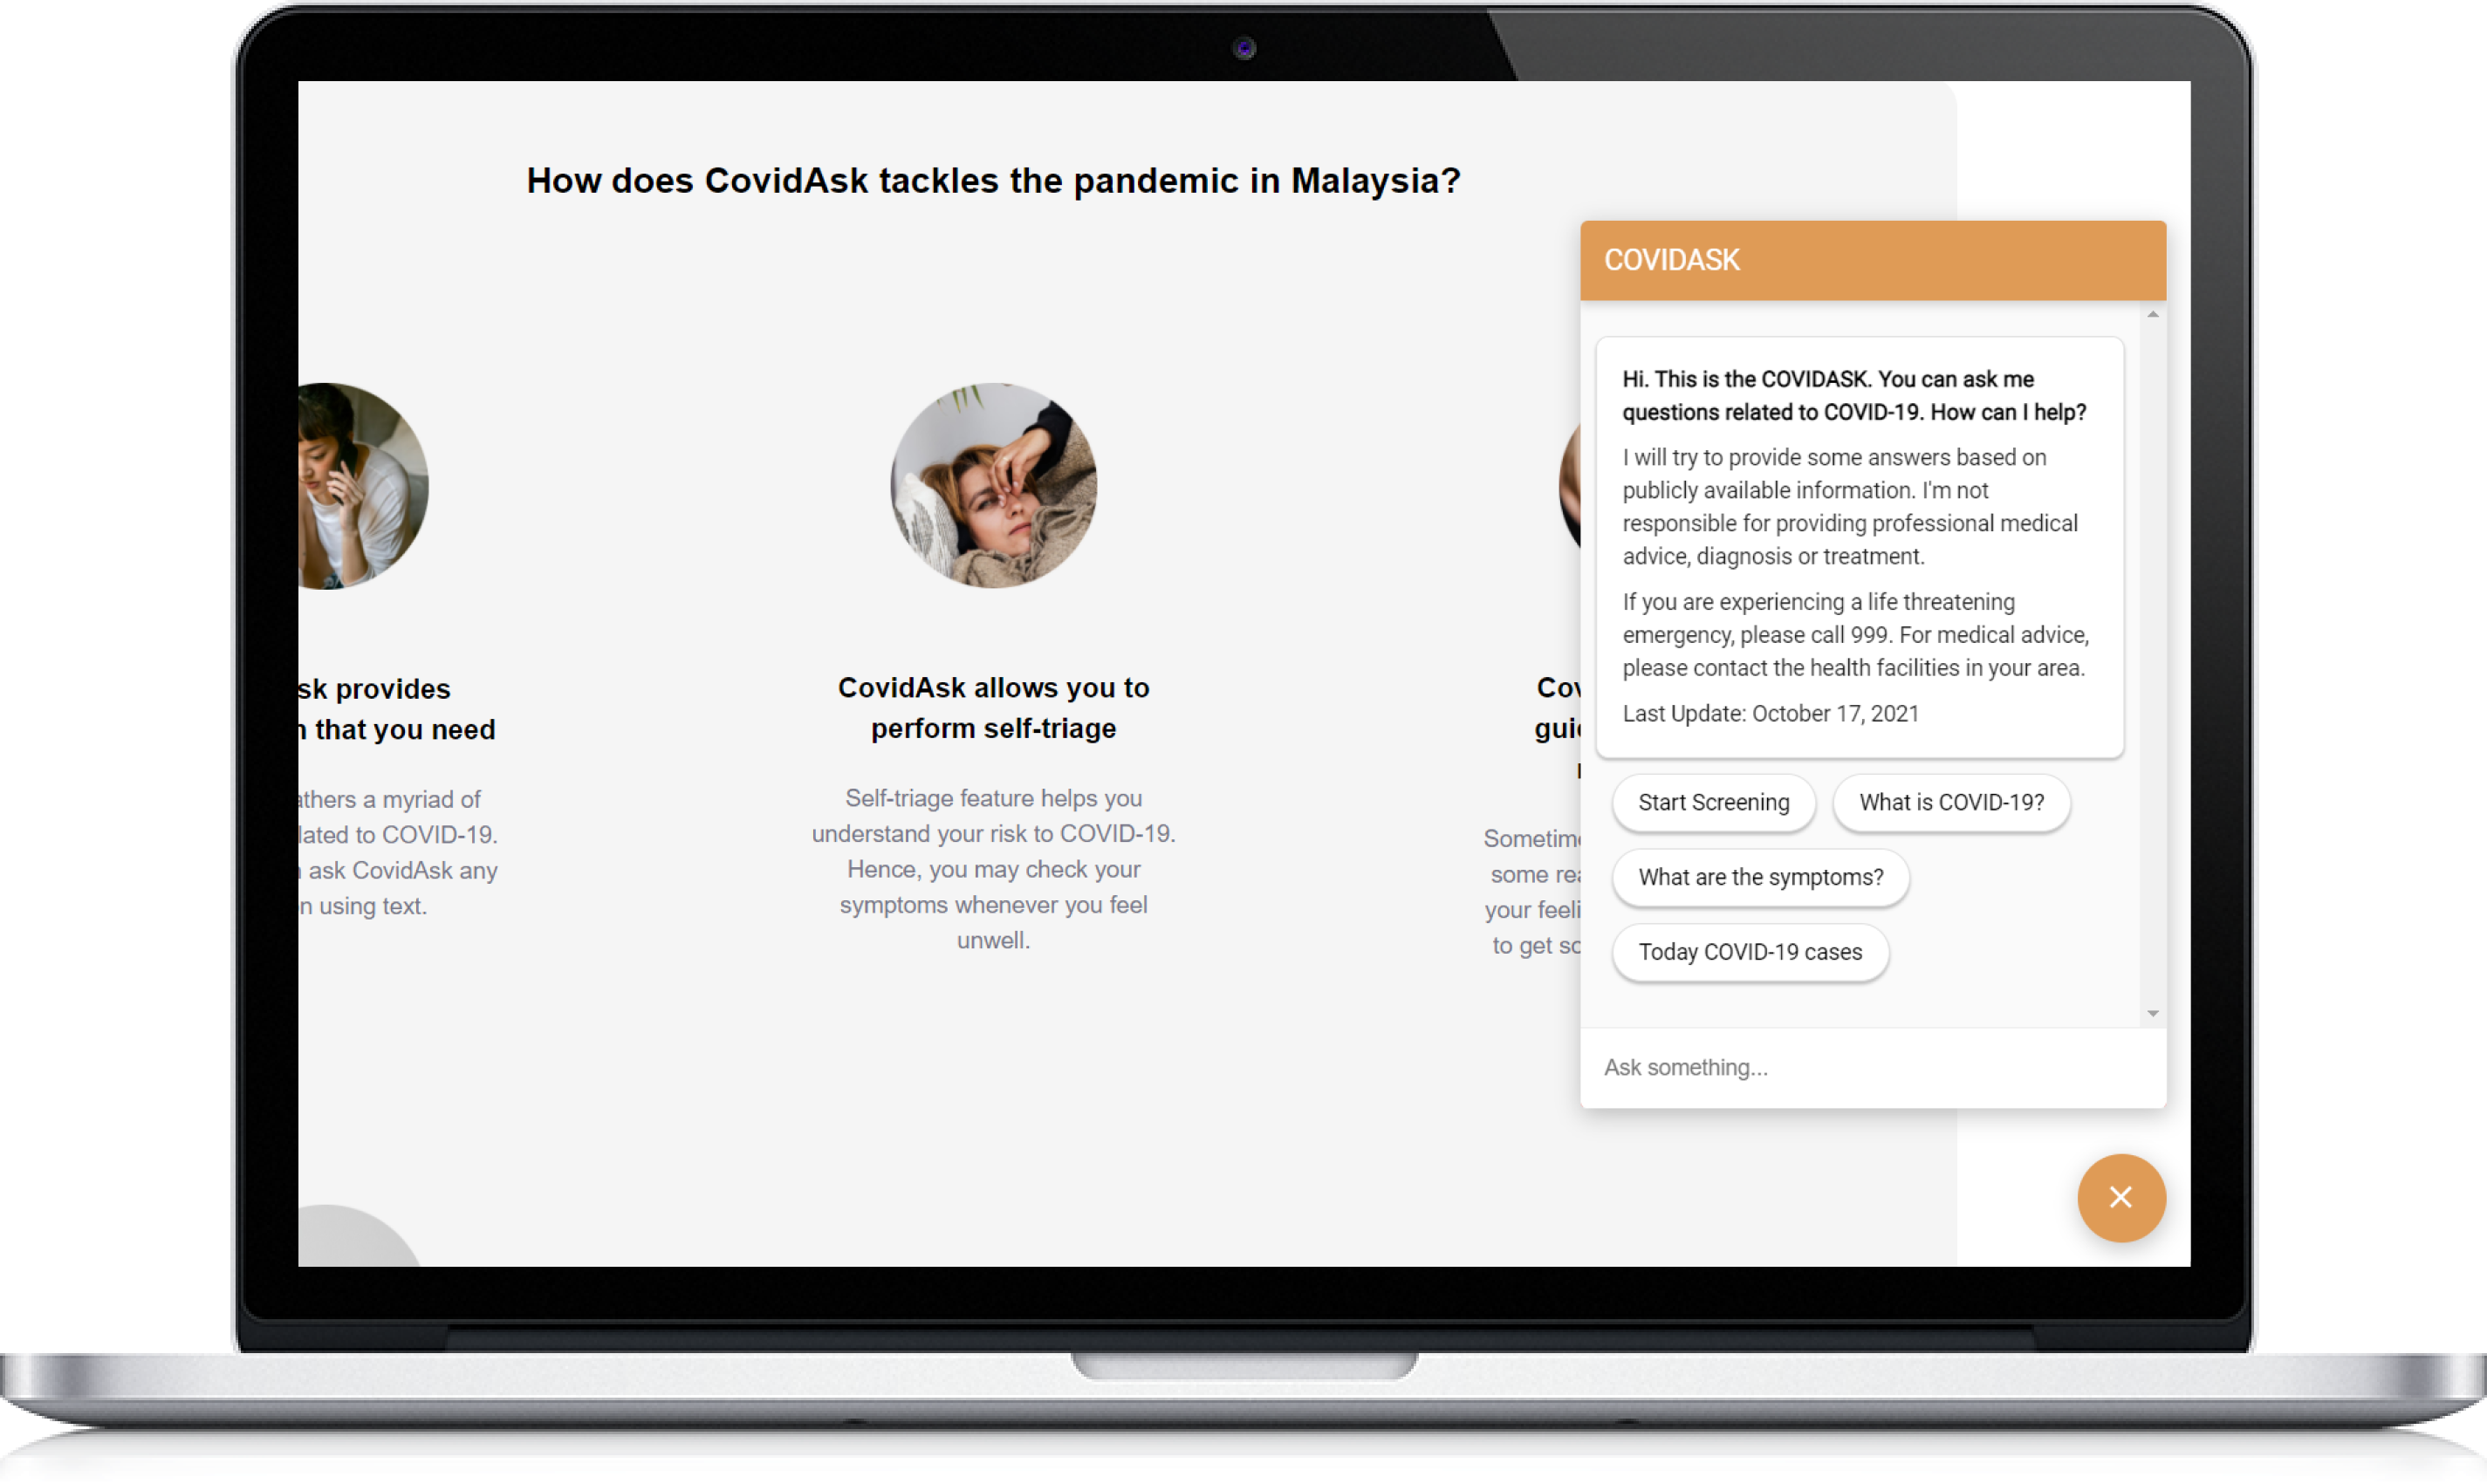 How does CovidAsk tackles the pandemic in Malaysia?
sk provides
that you need
athers a myriad of
lated to COVID-19.
ask CovidAsk any
n using text.
CovidAsk allows you to
perform self-triage
Self-triage feature helps you
understand your risk to COVID-19.
Hence, you may check your
symptoms whenever you feel
unwell.
Cov
gui
Sometim
some rea
your feeli
to get so
COVIDASK
Hi. This is the COVIDASK. You can ask me
questions related to COVID-19. How can I help?
I will try to provide some answers based on
publicly available information. I'm not
responsible for providing professional medical
advice, diagnosis or treatment.
If you are experiencing a life threatening
emergency, please call 999. For medical advice,
please contact the health facilities in your area.
Last Update: October 17, 2021
Start Screening
What is COVID-19?
What are the symptoms?
Today COVID-19 cases
Ask something...